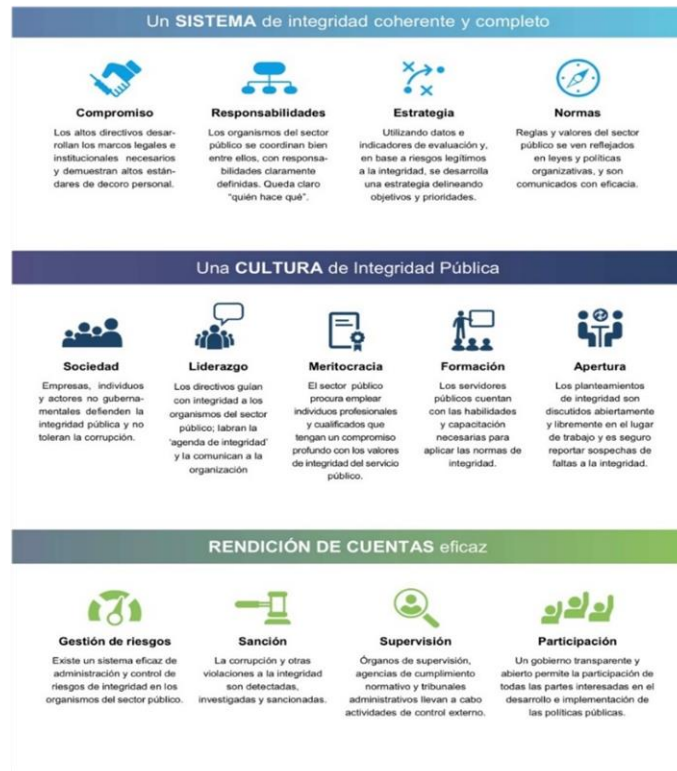 Un SISTEMA de integridad coherente y completo
Compromiso
Los altos directivos desar-
rollan los marcos legales e
institucionales necesarios
y demuestran altos están-
dares de decoro personal.
Responsabilidades
Los organismos del sector
público se coordinan bien
entre ellos, con responsa-
bilidades claramente
definidas. Queda claro
"quién hace qué".
Estrategia
Utilizando datos e
indicadores de evaluación y,
en base a riesgos legítimos
a la integridad, se desarrolla
una estrategia delineando
objetivos y prioridades.
Normas
Reglas y valores del sector
público se ven reflejados
en leyes y políticas
organizativas, y son
comunicados con eficacia.
Una CULTURA de Integridad Pública
Sociedad
Empresas, individuos
y actores no guberna-
mentales defienden la
integridad pública y no
toleran la corrupción.
Liderazgo
Los directivos guían
con integridad a los
organismos del sector
público; labran la
'agenda de integridad'
y la comunican a la
organización
Meritocracia
El sector público
procura emplear
individuos profesionales
y cualificados que
tengan un compromiso
profundo con los valores
de integridad del servicio
público.
Formación
Los servidores
públicos cuentan
con las habilidades
y capacitación
necesarias para
aplicar las normas de
integridad.
Apertura
Los planteamientos
de integridad son
discutidos abiertamente
y libremente en el lugar
de trabajo y es seguro
reportar sospechas de
faltas a la integridad.
RENDICIÓN DE CUENTAS eficaz
Gestión de riesgos
Existe un sistema eficaz de
administración y control de
riesgos de integridad en los
organismos del sector público.
Sanción
La corrupción y otras
violaciones a la integridad
son detectadas,
investigadas y sancionadas.
Supervisión
Órganos de supervisión,
agencias de cumplimiento
normativo y tribunales
administrativos llevan a cabo
actividades de control externo.
Participación
Un gobierno transparente y
abierto permite la participación de
todas las partes interesadas en el
desarrollo e implementación de
las políticas públicas.